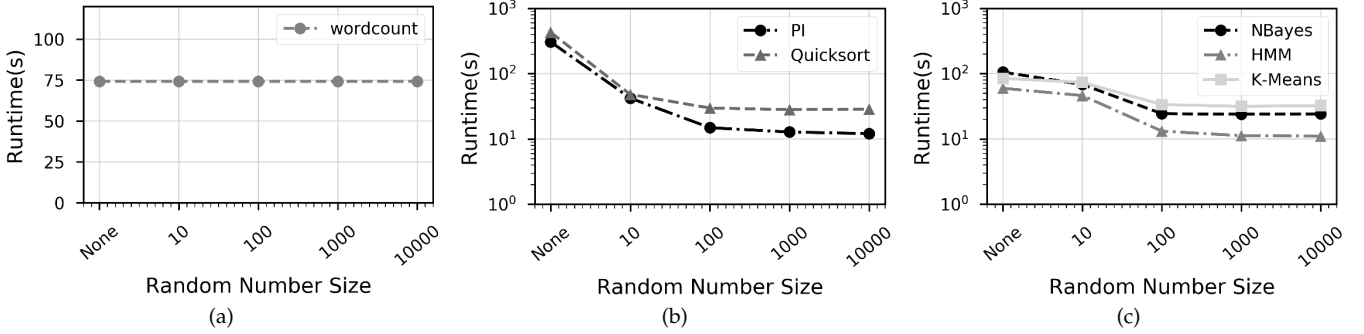 100
75
50
25
0
Runtime(s)
wordcount
None
10
100
1000
10000
Random Number Size
(a)
10³
10²
10¹
10⁰
Runtime(s)
PI
Quicksort
None
10
100
1000
10000
Random Number Size
(b)
10³
10²
10¹
10⁰
Runtime(s)
NBayes
HMM
K-Means
None
10
100
1000
10000
Random Number Size
(c)